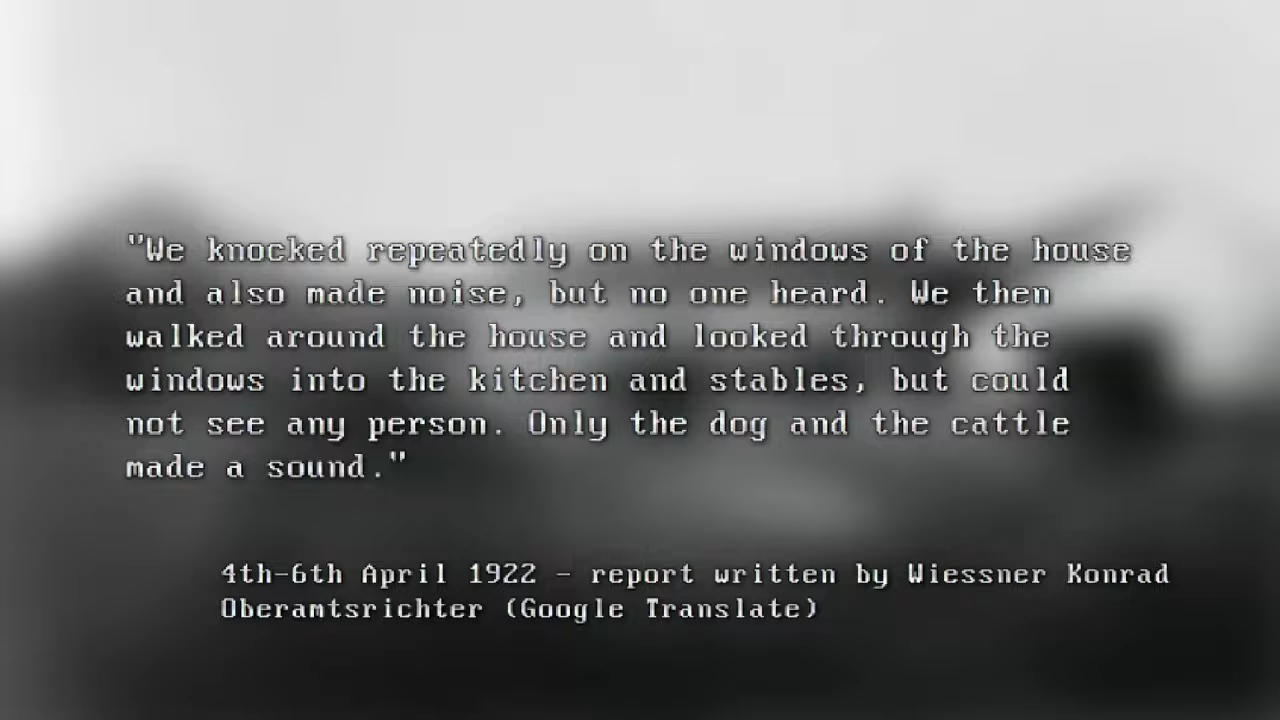 "We knocked repeatedly on the windows of the house
and also made noise, but no one heard. We then
walked around the house and looked through the
windows into the kitchen and stables, but could
not see any person. Only the dog and the cattle
made a sound."
4th-6th April 1922 - report written by Wiessner Konrad
Oberamtsrichter (Google Translate)